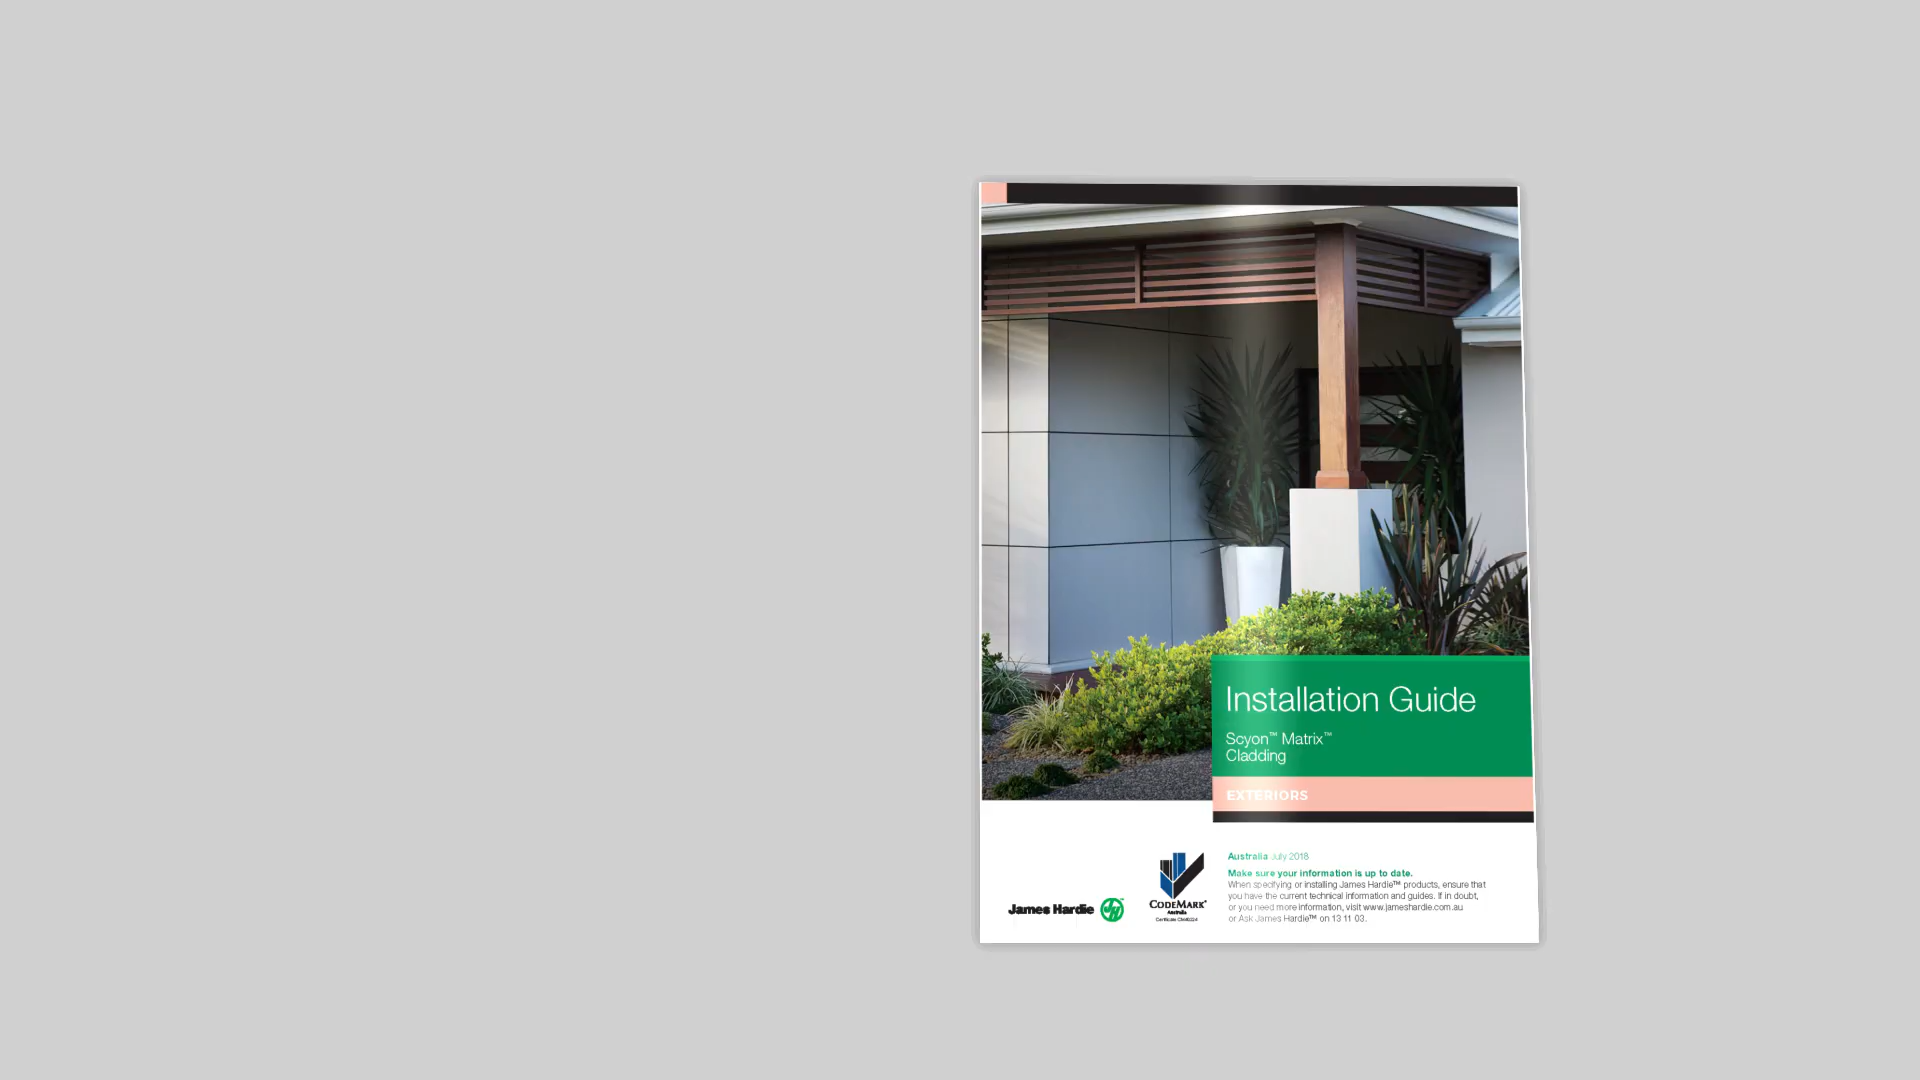 Installation Guide
Scyon™ Matrix™
Cladding
EXTERIORS
Australia July 2018
Make sure your information is up to date.
When specifying or installing James Hardie™ products, ensure that
you have the current technical information and guides. If in doubt,
or you need more information, visit www.jameshardie.com.au
or Ask James Hardie™ on 13 11 03.
James Hardie
CODEMARK®
Australia